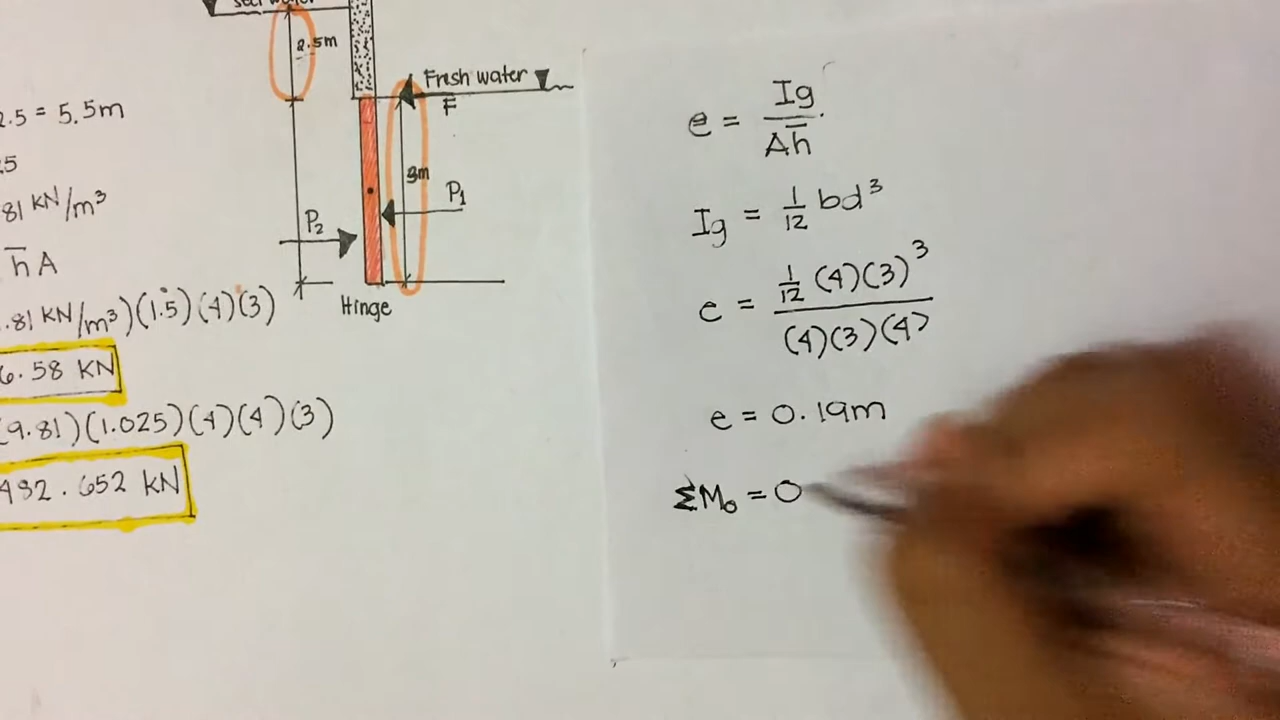 2.5m
Fresh water
F
3m
P₁
P₂
Hinge
2.5 = 5.5m
25
81 kN/m³
h̅ A
.81 KN/m³)(1.5)(4)(3)
6.58 KN
(9.81)(1.025)(4)(4)(3)
482.652 KN
e = Ig / Ah̅
Ig = 1/12 bd³
e = 1/12 (4)(3)³ / (4)(3)(4)
e = 0.19m
ΣM₀ = 0